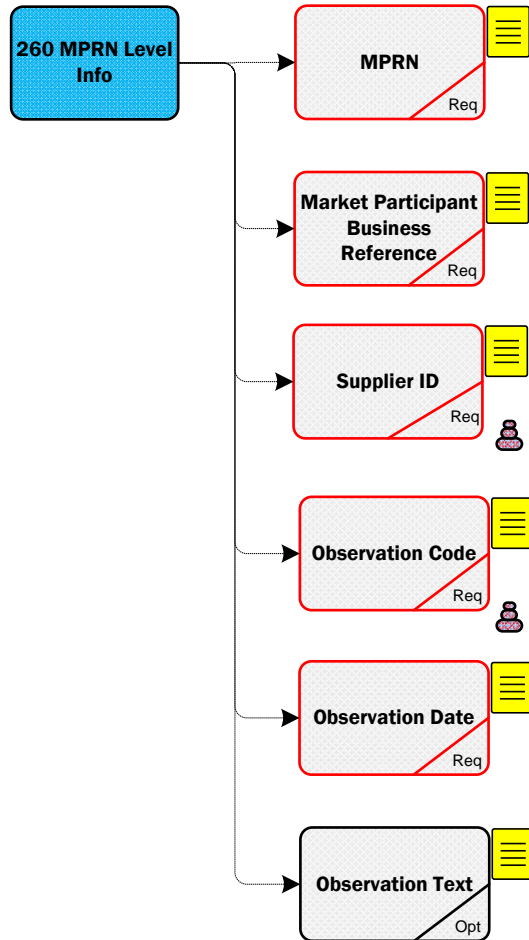 260 MPRN Level
Info
MPRN
Req
Market Participant
Business
Reference
Req
Supplier ID
Req
Observation Code
Req
Observation Date
Req
Observation Text
Opt